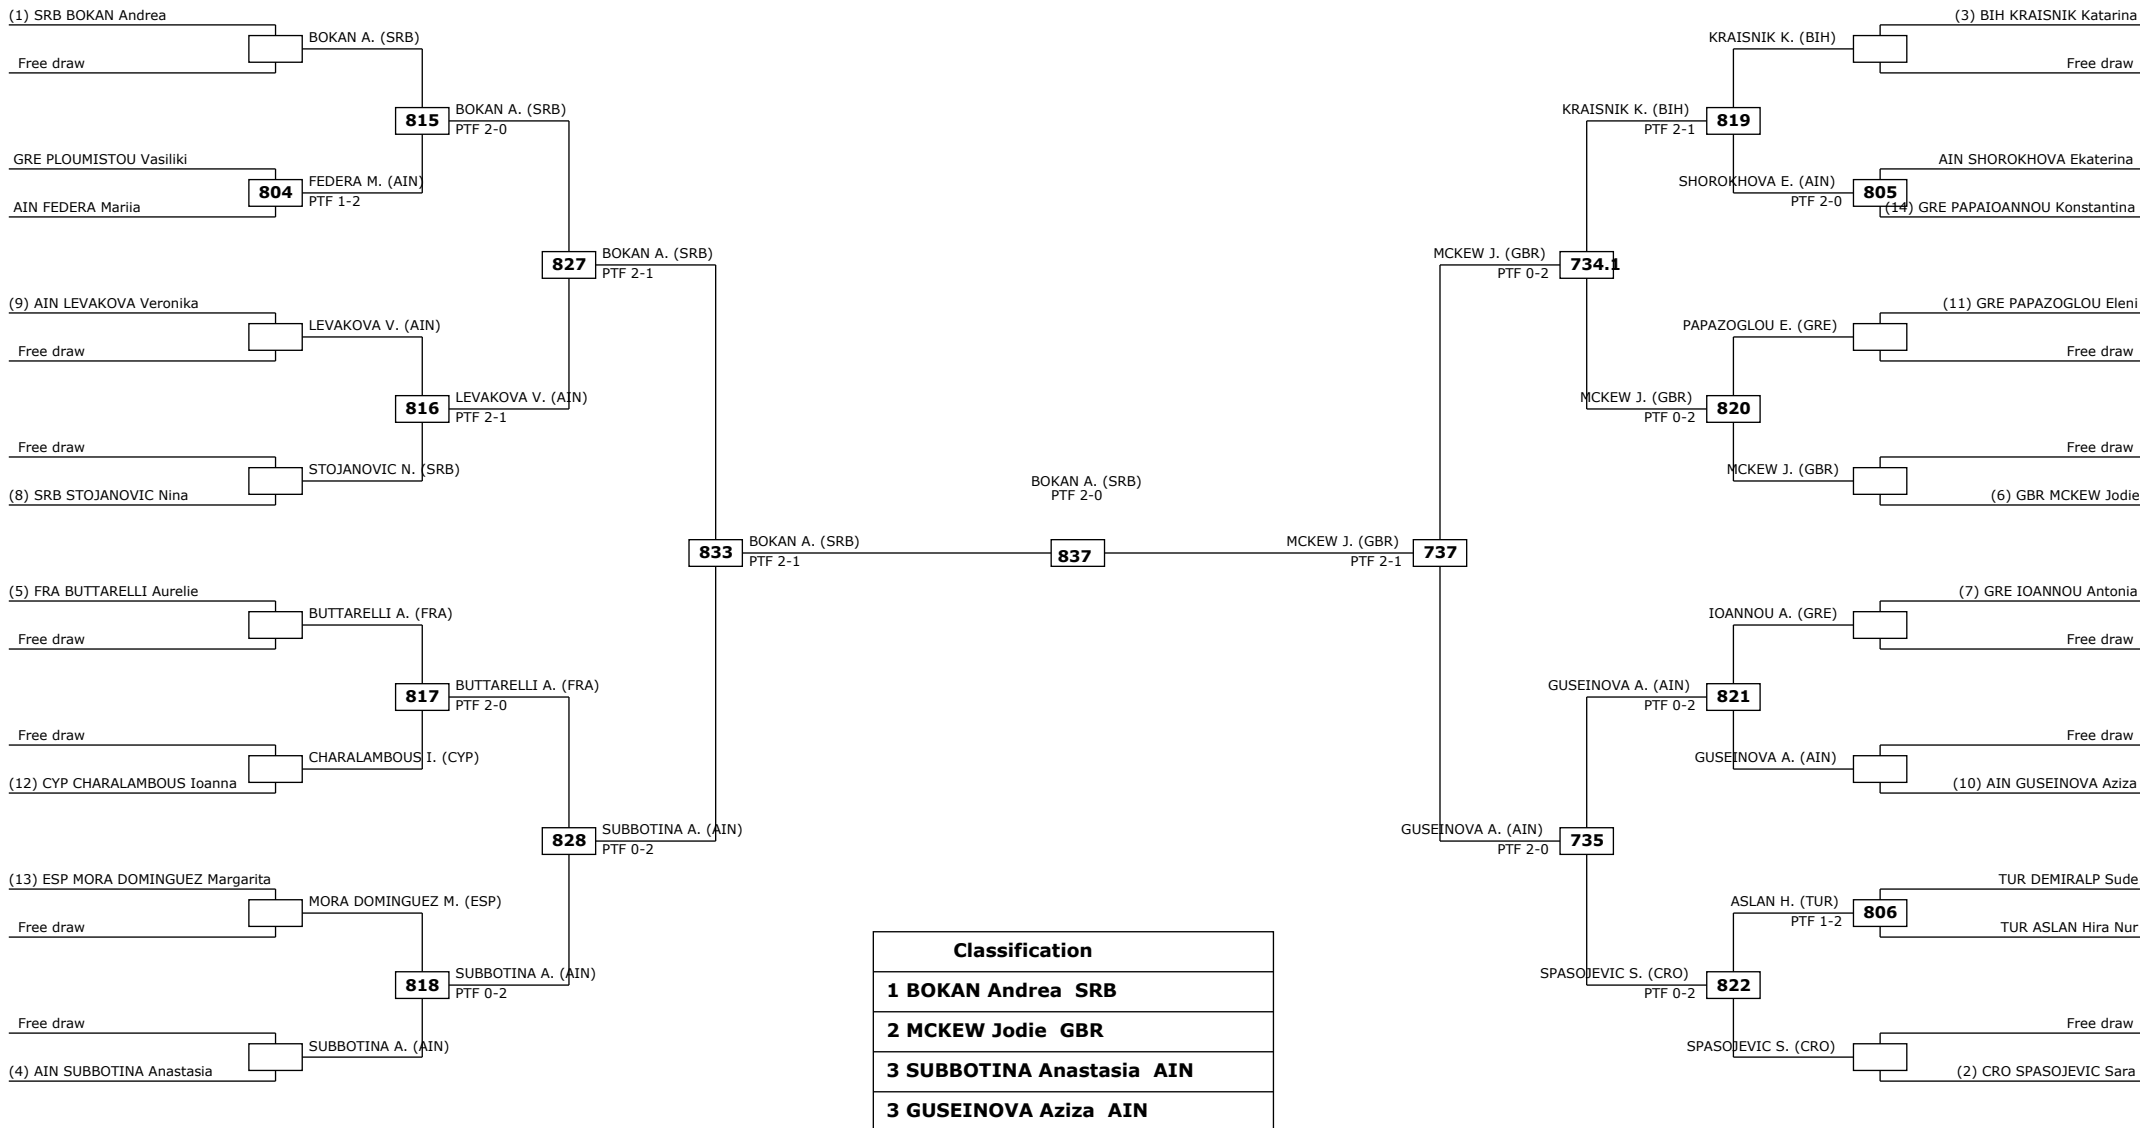 (1) SRB BOKAN Andrea
BOKAN A. (SRB)
Free draw
BOKAN A. (SRB)
815
PTF 2-0
GRE PLOUMISTOU Vasiliki
804
FEDERA M. (AIN)
PTF 1-2
AIN FEDERA Mariia
BOKAN A. (SRB)
827
PTF 2-1
(9) AIN LEVAKOVA Veronika
LEVAKOVA V. (AIN)
Free draw
LEVAKOVA V. (AIN)
816
PTF 2-1
Free draw
STOJANOVIC N. (SRB)
(8) SRB STOJANOVIC Nina
BOKAN A. (SRB)
833
PTF 2-1
(5) FRA BUTTARELLI Aurelie
BUTTARELLI A. (FRA)
Free draw
BUTTARELLI A. (FRA)
817
PTF 2-0
Free draw
CHARALAMBOUS I. (CYP)
(12) CYP CHARALAMBOUS Ioanna
SUBBOTINA A. (AIN)
828
PTF 0-2
(13) ESP MORA DOMINGUEZ Margarita
MORA DOMINGUEZ M. (ESP)
Free draw
SUBBOTINA A. (AIN)
818
PTF 0-2
Free draw
SUBBOTINA A. (AIN)
(4) AIN SUBBOTINA Anastasia
BOKAN A. (SRB)
PTF 2-0
837
(3) BIH KRAISNIK Katarina
KRAISNIK K. (BIH)
Free draw
KRAISNIK K. (BIH)
PTF 2-1
819
AIN SHOROKHOVA Ekaterina
SHOROKHOVA E. (AIN)
PTF 2-0
805
(14) GRE PAPAIOANNOU Konstantina
MCKEW J. (GBR)
PTF 0-2
734.1
(11) GRE PAPAZOGLOU Eleni
PAPAZOGLOU E. (GRE)
Free draw
MCKEW J. (GBR)
PTF 0-2
820
Free draw
MCKEW J. (GBR)
(6) GBR MCKEW Jodie
MCKEW J. (GBR)
PTF 2-1
737
(7) GRE IOANNOU Antonia
IOANNOU A. (GRE)
Free draw
GUSEINOVA A. (AIN)
PTF 0-2
821
Free draw
GUSEINOVA A. (AIN)
(10) AIN GUSEINOVA Aziza
GUSEINOVA A. (AIN)
PTF 2-0
735
TUR DEMIRALP Sude
ASLAN H. (TUR)
PTF 1-2
806
TUR ASLAN Hira Nur
SPASOJEVIC S. (CRO)
PTF 0-2
822
Free draw
SPASOJEVIC S. (CRO)
(2) CRO SPASOJEVIC Sara
Classification
1 BOKAN Andrea SRB
2 MCKEW Jodie GBR
3 SUBBOTINA Anastasia AIN
3 GUSEINOVA Aziza AIN